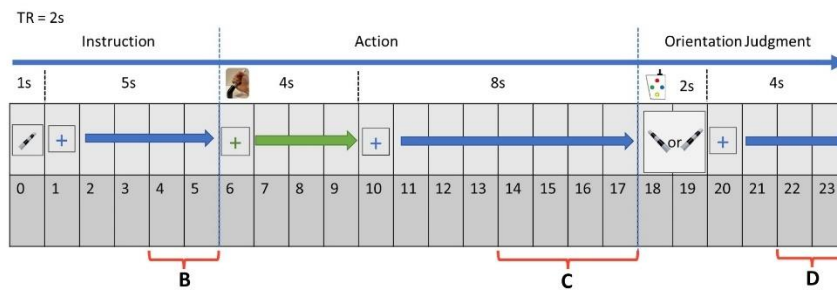 TR = 2s
Instruction Action Orientation Judgment
1s 5s 4s 8s 2s 4s
+ + + or +
0 1 2 3 4 5 6 7 8 9 10 11 12 13 14 15 16 17 18 19 20 21 22 23
B C D